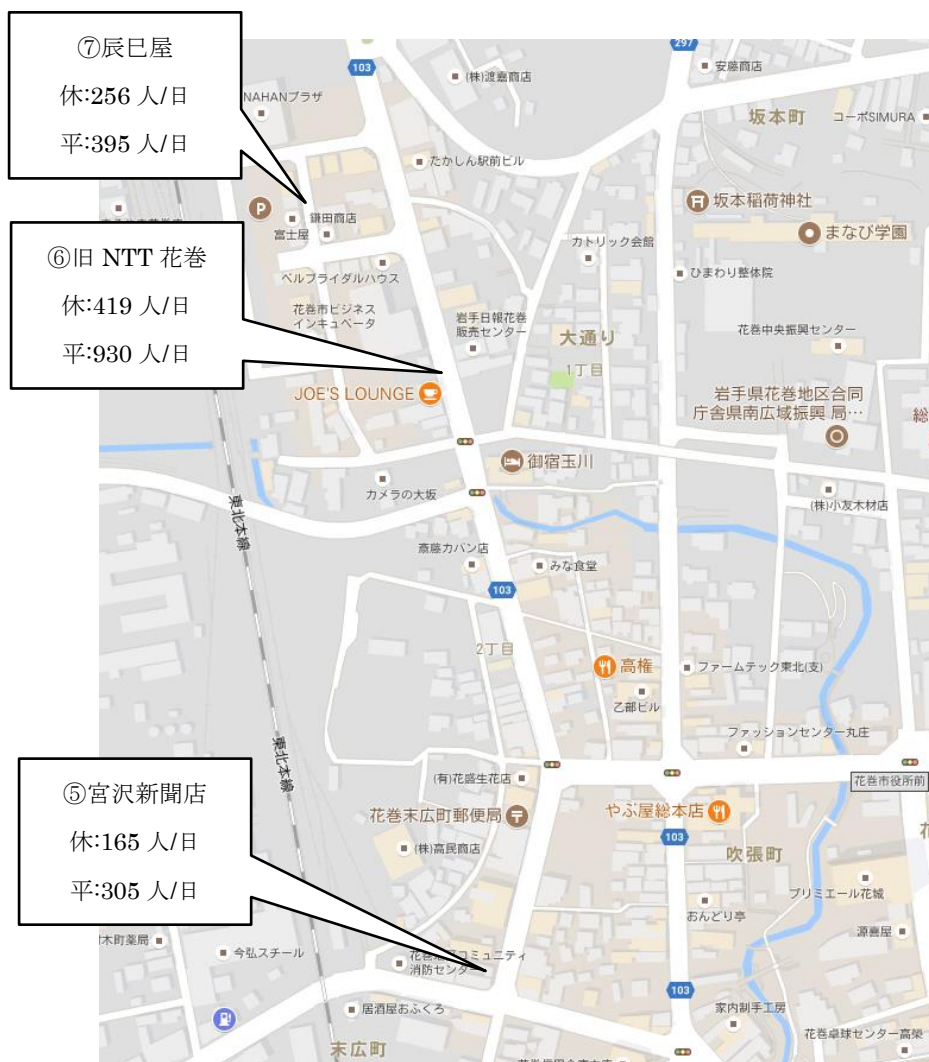 ⑦辰巳屋
休:256 人/日
平:395 人/日
⑥旧 NTT 花巻
休:419 人/日
平:930 人/日
⑤宮沢新聞店
休:165 人/日
平:305 人/日
103
297
安藤商店
(株)渡嘉商店
NAHANプラザ
坂本町
コーポSIMURA
たかしん駅前ビル
坂本稲荷神社
P
鎌田商店
富士屋
まなび学園
カトリック会館
ひまわり整体院
ベルブライダルハウス
花巻市ビジネス
インキュベータ
岩手日報花巻
販売センター
大通り
1丁目
花巻中央振興センター
JOE'S LOUNGE
岩手県花巻地区合同
庁舎県南広域振興 局…
総
御宿玉川
カメラの大坂
(株)小友木材店
東北本線
斎藤カバン店
みな食堂
103
2丁目
高権
ファームテック東北(支)
乙部ビル
ファッションセンター丸庄
東北本線
(有)花盛生花店
花巻市役所前
花巻末広町郵便局
やぶ屋総本店
花
103
(株)高民商店
吹張町
プリミエール花城
おんどり亭
源喜屋
木町薬局
今弘スチール
コミュニティ
消防センター
103
居酒屋おふくろ
家内制手工房
末広町
花巻卓球センター高榮